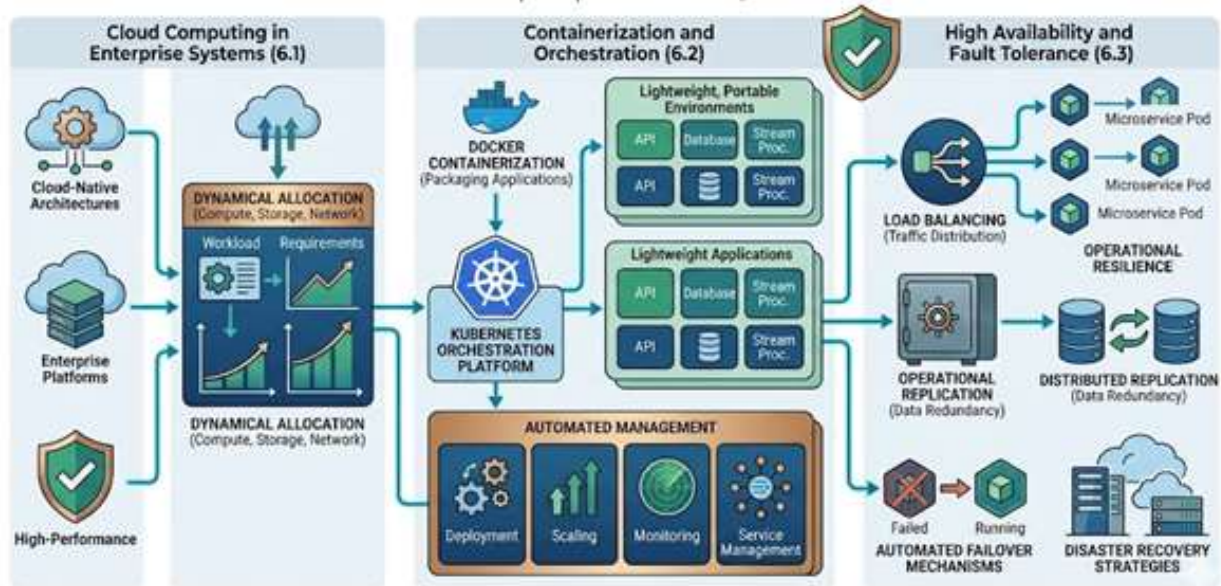 Cloud Computing in
Enterprise Systems (6.1)
Cloud-Native
Architectures
Enterprise
Platforms
High-Performance
DYNAMICAL ALLOCATION
(Compute, Storage, Network)
Workload
Requirements
DYNAMICAL ALLOCATION
(Compute, Storage, Network)
Containerization and
Orchestration (6.2)
DOCKER
CONTAINERIZATION
(Packaging Applications)
KUBERNETES
ORCHESTRATION
PLATFORM
Lightweight, Portable
Environments
API Database Stream
Proc.
API Stream
Proc.
Lightweight Applications
API Database Stream
Proc.
API Stream
Proc.
AUTOMATED MANAGEMENT
Deployment
Scaling
Monitoring
Service
Management
High Availability and
Fault Tolerance (6.3)
LOAD BALANCING
(Traffic Distribution)
Microservice Pod
Microservice Pod
Microservice Pod
OPERATIONAL
RESILIENCE
OPERATIONAL
REPLICATION
(Data Redundancy)
DISTRIBUTED REPLICATION
(Data Redundancy)
Failed
Running
AUTOMATED FAILOVER
MECHANISMS
DISASTER RECOVERY
STRATEGIES